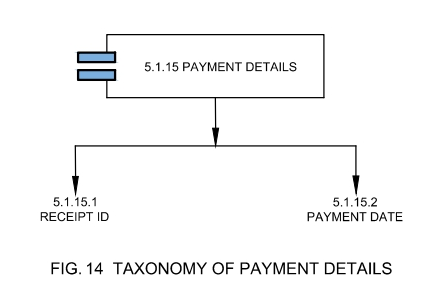 5.1.15 PAYMENT DETAILS
5.1.15.1
RECEIPT ID
5.1.15.2
PAYMENT DATE
FIG. 14 TAXONOMY OF PAYMENT DETAILS